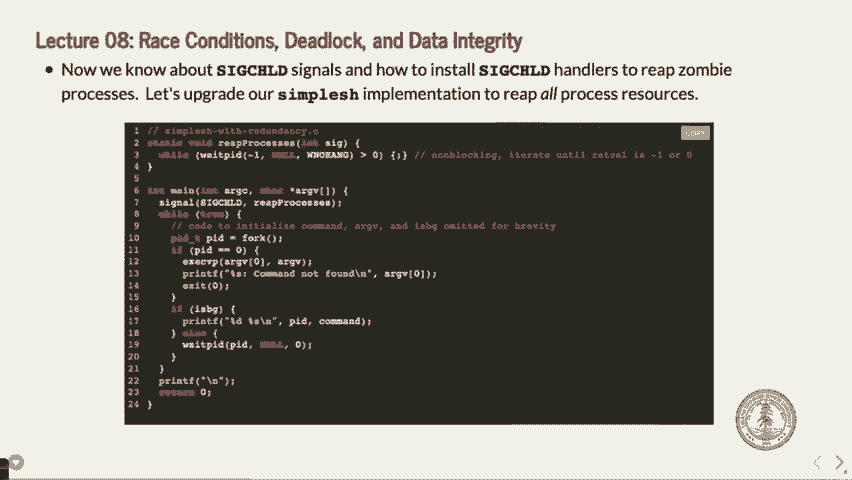 Lecture 08: Race Conditions, Deadlock, and Data Integrity
• Now we know about SIGCHLD signals and how to install SIGCHLD handlers to reap zombie
processes. Let's upgrade our simplesh implementation to reap all process resources.
COPY
1 // simplesh-with-redundancy.c
2 static void reapProcesses(int sig) {
3   while (waitpid(-1, NULL, WNOHANG) > 0) {;} // nonblocking, iterate until retval is -1 or 0
4 }
5
6 int main(int argc, char *argv[]) {
7   signal(SIGCHLD, reapProcesses);
8   while (true) {
9     // code to initialize command, argv, and isbg omitted for brevity
10     pid_t pid = fork();
11     if (pid == 0) {
12       execvp(argv[0], argv);
13       printf("%s: Command not found\n", argv[0]);
14       exit(0);
15     }
16     if (isbg) {
17       printf("%d %s\n", pid, command);
18     } else {
19       waitpid(pid, NULL, 0);
20     }
21   }
22   printf("\n");
23   return 0;
24 }